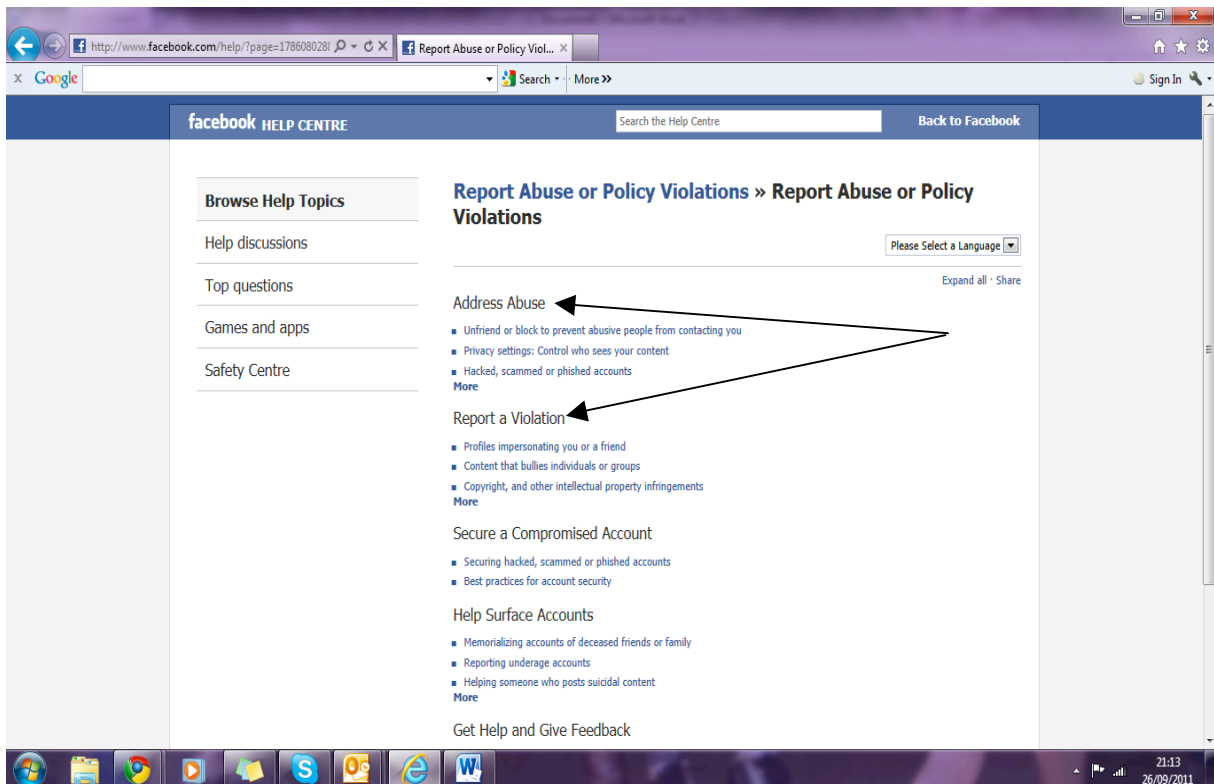 http://www.facebook.com/help/?page=178608028
Report Abuse or Policy Viol...
Google
Search
More »
Sign In
facebook HELP CENTRE
Search the Help Centre
Back to Facebook
Browse Help Topics
Help discussions
Top questions
Games and apps
Safety Centre
Report Abuse or Policy Violations » Report Abuse or Policy
Violations
Please Select a Language
Expand all · Share
Address Abuse
Unfriend or block to prevent abusive people from contacting you
Privacy settings: Control who sees your content
Hacked, scammed or phished accounts
More
Report a Violation
Profiles impersonating you or a friend
Content that bullies individuals or groups
Copyright, and other intellectual property infringements
More
Secure a Compromised Account
Securing hacked, scammed or phished accounts
Best practices for account security
Help Surface Accounts
Memorializing accounts of deceased friends or family
Reporting underage accounts
Helping someone who posts suicidal content
More
Get Help and Give Feedback
21:13
26/09/2011